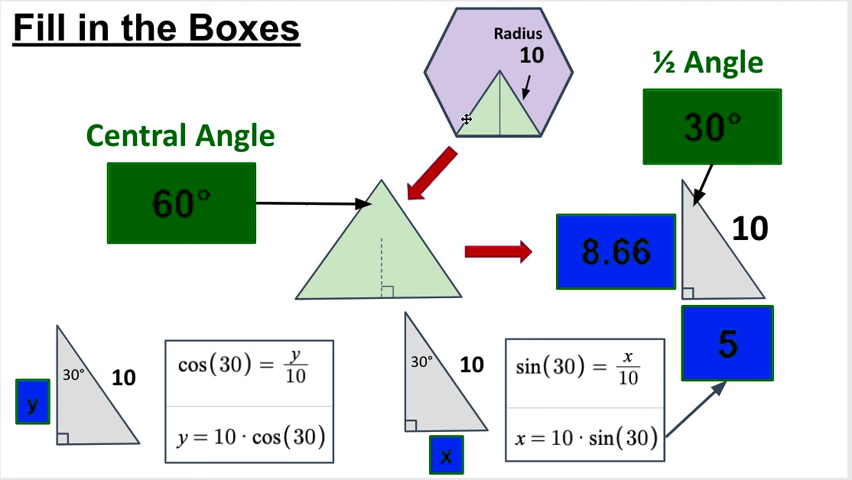 Fill in the Boxes
Radius
10
½ Angle
30°
Central Angle
60°
10
8.66
5
30°
10
y
cos(30) = y/10
y = 10 · cos(30)
30°
10
x
sin(30) = x/10
x = 10 · sin(30)